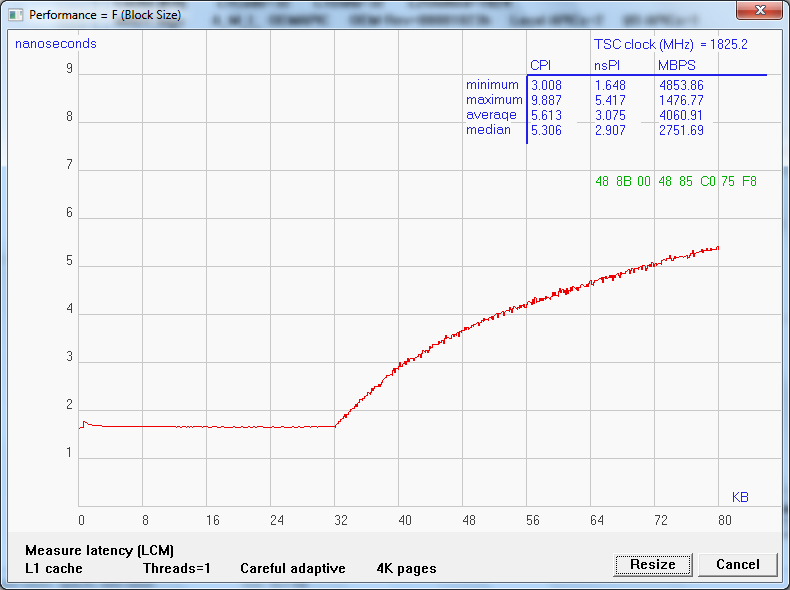 Performance = F (Block Size)
nanoseconds
TSC clock (MHz) = 1825.2
CPI nsPI MBPS
minimum 3.008 1.648 4853.86
maximum 9.887 5.417 1476.77
average 5.613 3.075 4060.91
median 5.306 2.907 2751.69
48 8B 00 48 85 C0 75 F8
9
8
7
6
5
4
3
2
1
KB
0 8 16 24 32 40 48 56 64 72 80
Measure latency (LCM)
L1 cache Threads=1 Careful adaptive 4K pages
Resize Cancel